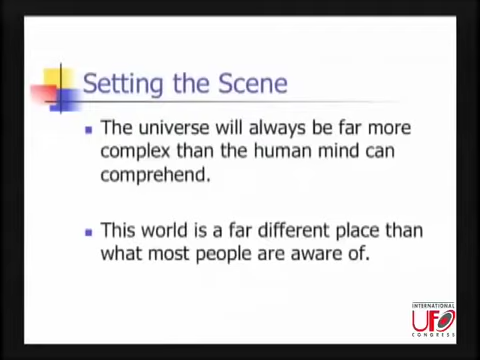 Setting the Scene
The universe will always be far more
complex than the human mind can
comprehend.
This world is a far different place than
what most people are aware of.
INTERNATIONAL
UFO
CONGRESS